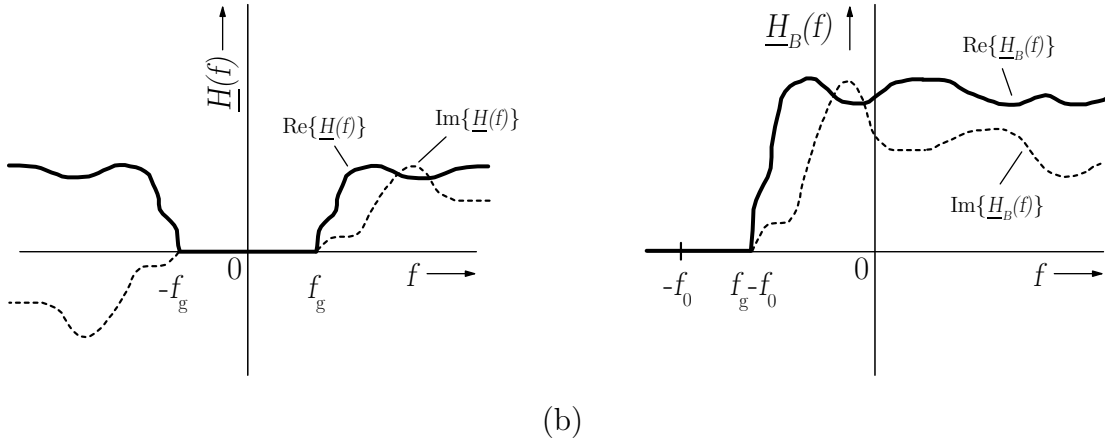 H(f)
Re{H(f)}
Im{H(f)}
-f_g
0
f_g
f
H_B(f)
Re{H_B(f)}
Im{H_B(f)}
-f_0
f_g-f_0
0
f
(b)